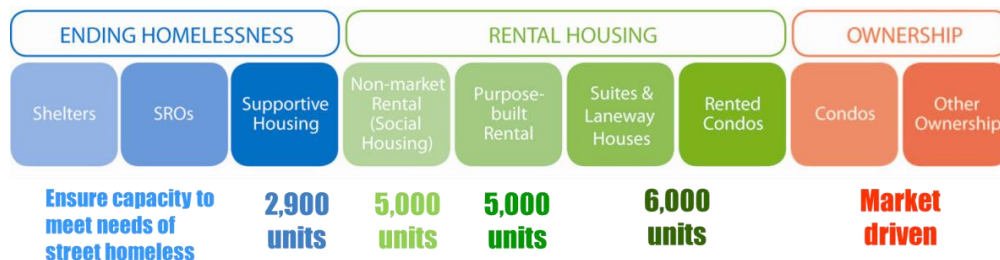 ENDING HOMELESSNESS
RENTAL HOUSING
OWNERSHIP
Shelters
SROs
Supportive
Housing
Non-market
Rental
(Social
Housing)
Purpose-
built
Rental
Suites &
Laneway
Houses
Rented
Condos
Condos
Other
Ownership
Ensure capacity to
meet needs of
street homeless
2,900
units
5,000
units
5,000
units
6,000
units
Market
driven